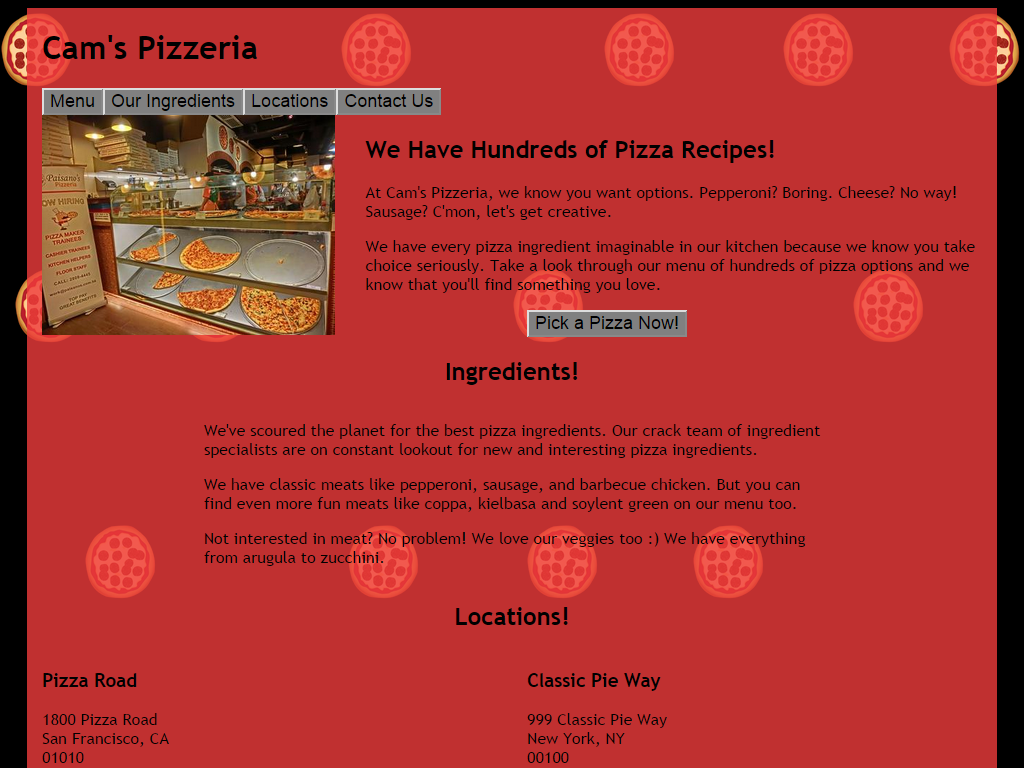 Cam's Pizzeria
Menu Our Ingredients Locations Contact Us
Paisano's
Pizzeria
OW HIRING
PIZZA MAKER
TRAINEES
CASHIER TRAINEES
KITCHEN HELPERS
FLOOR STAFF
TOP PAY
GREAT BENEFITS
We Have Hundreds of Pizza Recipes!
At Cam's Pizzeria, we know you want options. Pepperoni? Boring. Cheese? No way!
Sausage? C'mon, let's get creative.
We have every pizza ingredient imaginable in our kitchen because we know you take
choice seriously. Take a look through our menu of hundreds of pizza options and we
know that you'll find something you love.
Pick a Pizza Now!
Ingredients!
We've scoured the planet for the best pizza ingredients. Our crack team of ingredient
specialists are on constant lookout for new and interesting pizza ingredients.
We have classic meats like pepperoni, sausage, and barbecue chicken. But you can
find even more fun meats like coppa, kielbasa and soylent green on our menu too.
Not interested in meat? No problem! We love our veggies too :) We have everything
from arugula to zucchini.
Locations!
Pizza Road
1800 Pizza Road
San Francisco, CA
01010
Classic Pie Way
999 Classic Pie Way
New York, NY
00100